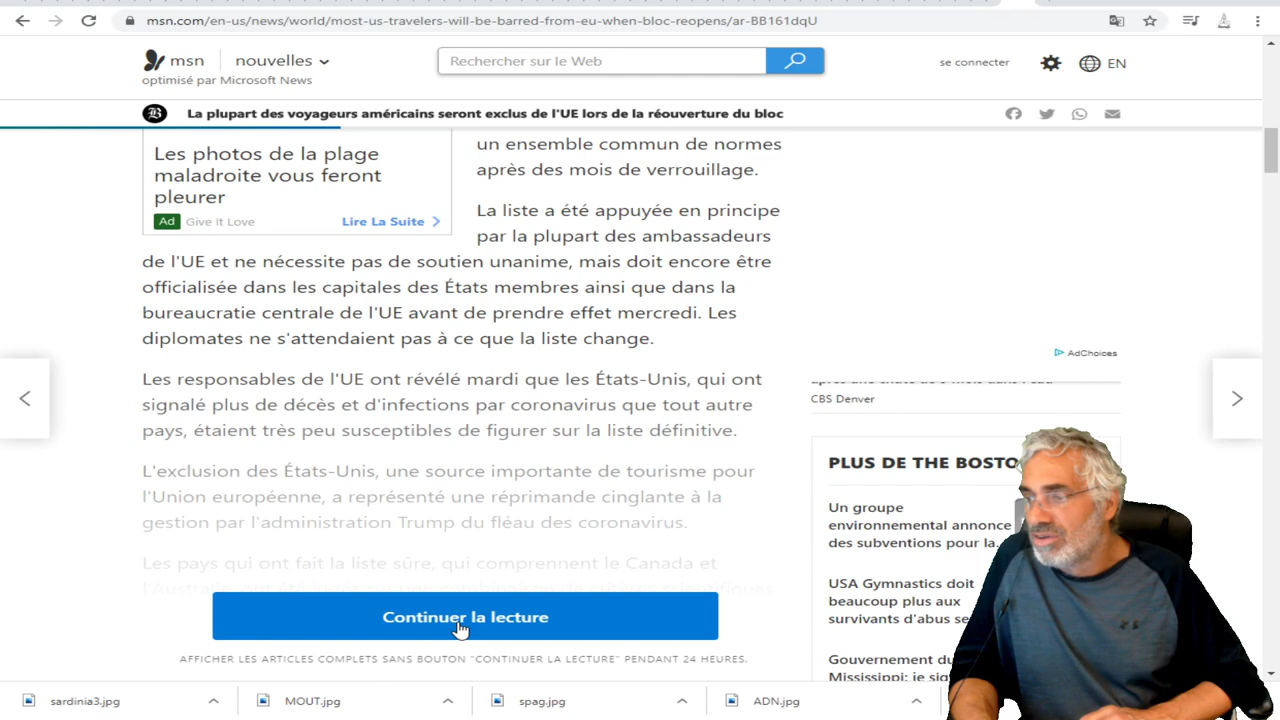 msn.com/en-us/news/world/most-us-travelers-will-be-barred-from-eu-when-bloc-reopens/ar-BB161dqU
msn
nouvelles
optimisé par Microsoft News
Rechercher sur le Web
se connecter
EN
La plupart des voyageurs américains seront exclus de l'UE lors de la réouverture du bloc
Les photos de la plage
maladroite vous feront
pleurer
Ad Give It Love
Lire La Suite
un ensemble commun de normes
après des mois de verrouillage.
La liste a été appuyée en principe
par la plupart des ambassadeurs
de l'UE et ne nécessite pas de soutien unanime, mais doit encore être
officialisée dans les capitales des États membres ainsi que dans la
bureaucratie centrale de l'UE avant de prendre effet mercredi. Les
diplomates ne s'attendaient pas à ce que la liste change.
Les responsables de l'UE ont révélé mardi que les États-Unis, qui ont
signalé plus de décès et d'infections par coronavirus que tout autre
pays, étaient très peu susceptibles de figurer sur la liste définitive.
L'exclusion des États-Unis, une source importante de tourisme pour
l'Union européenne, a représenté une réprimande cinglante à la
gestion par l'administration Trump du fléau des coronavirus.
Les pays qui ont fait la liste sûre, qui comprennent le Canada et
l'Australie, ont été jugés sur une combinaison de critères scientifiques
Continuer la lecture
AFFICHER LES ARTICLES COMPLETS SANS BOUTON "CONTINUER LA LECTURE" PENDANT 24 HEURES.
AdChoices
CBS Denver
PLUS DE THE BOSTO
Un groupe
environnemental annonce
des subventions pour la...
USA Gymnastics doit
beaucoup plus aux
survivants d'abus se
Gouvernement du
Mississippi: je sig
sardinia3.jpg
MOUT.jpg
spag.jpg
ADN.jpg